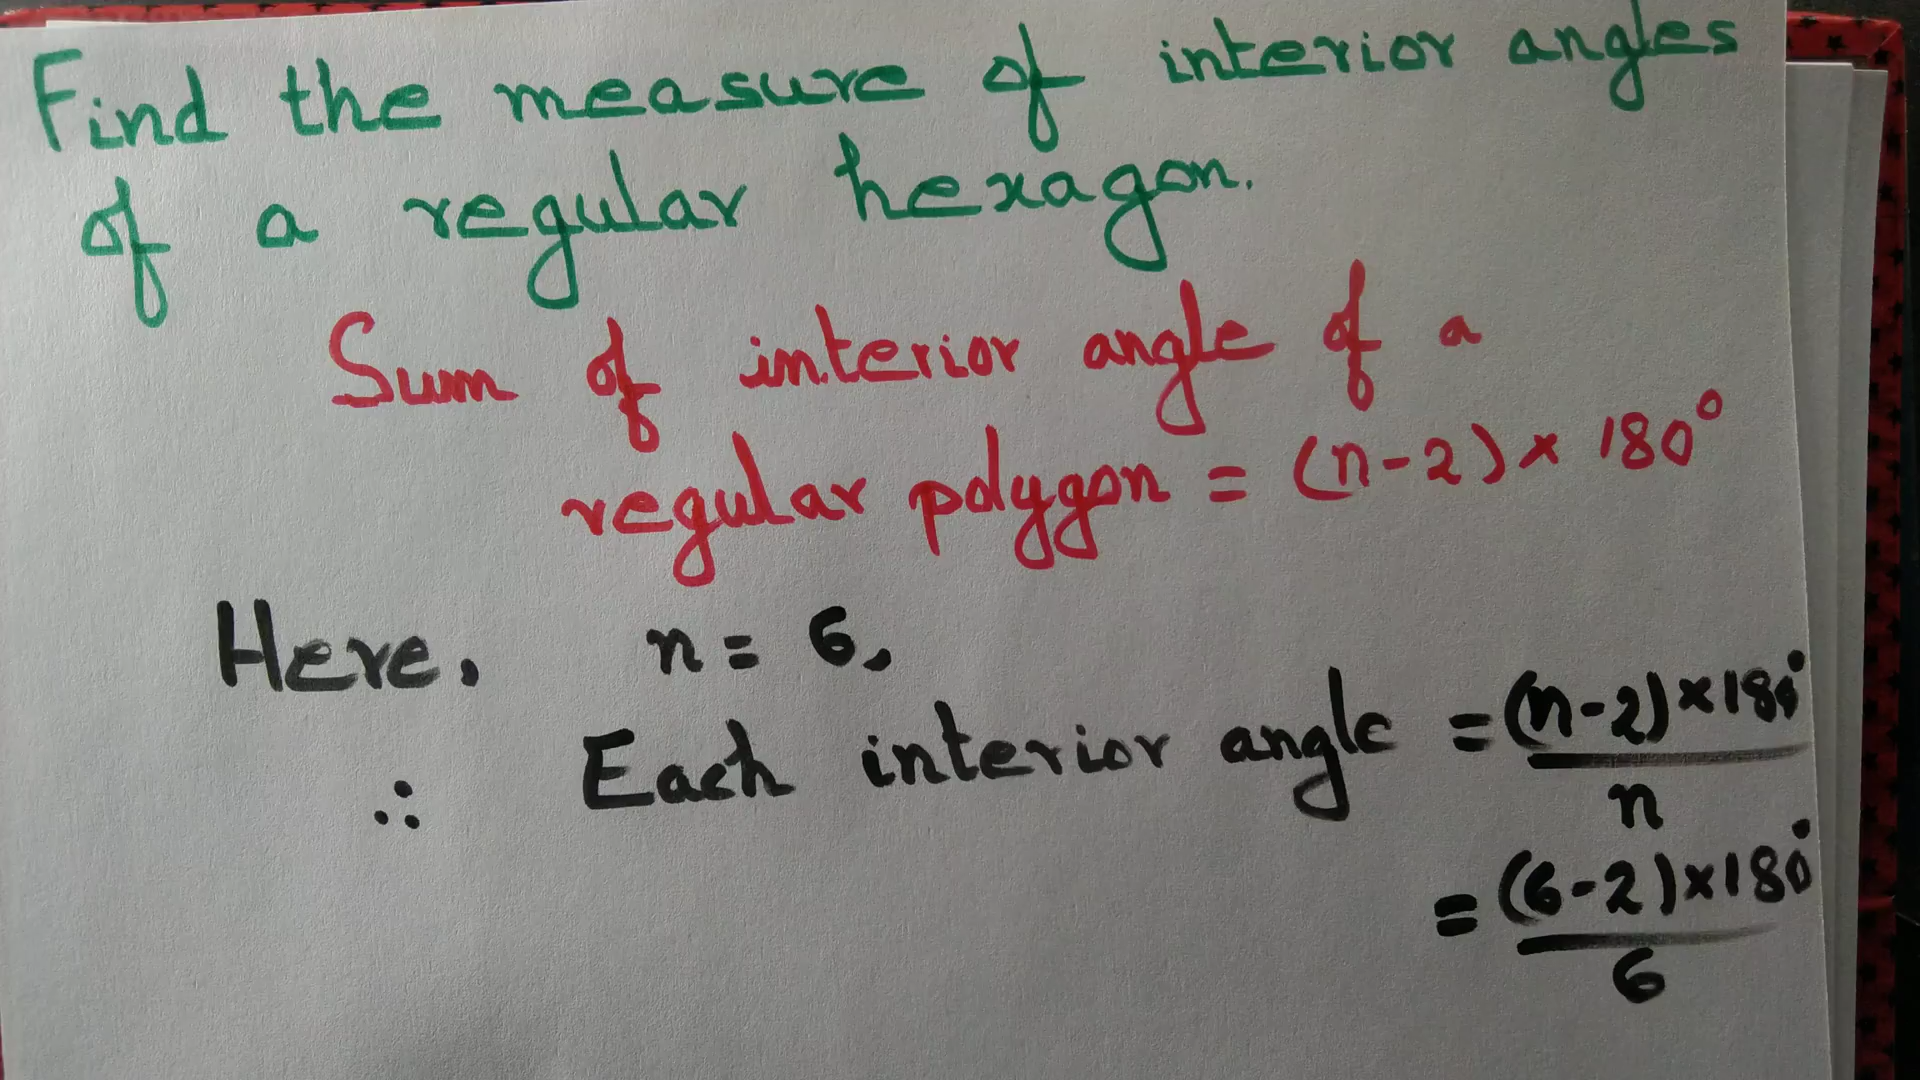 Find the measure of interior angles
of a regular hexagon.
Sum of interior angle of a
regular polygon = (n-2) × 180°
Here, n = 6,
∴ Each interior angle = (n-2)×180°
n
= (6-2)×180°
6